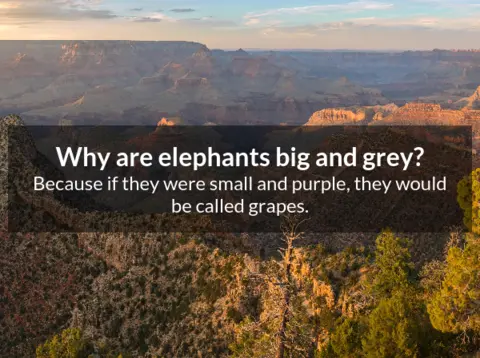 Why are elephants big and grey?
Because if they were small and purple, they would
be called grapes.